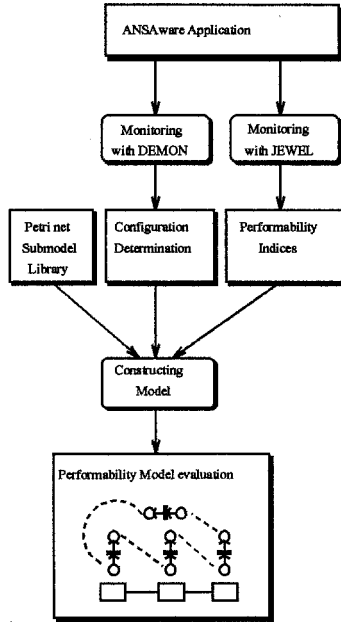 ANSAware Application
Monitoring
with DEMON
Monitoring
with JEWEL
Petri net
Submodel
Library
Configuration
Determination
Performability
Indices
Constructing
Model
Performability Model evaluation